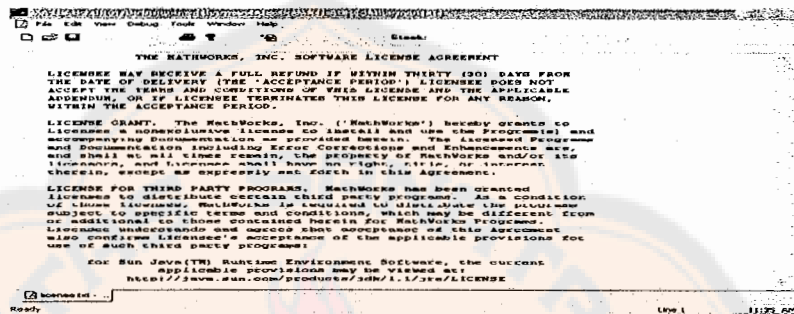 File Edit View Debug Tools Window Help
Stack:
THE MATHWORKS, INC. SOFTWARE LICENSE AGREEMENT
LICENSEE MAY RECEIVE A FULL REFUND IF WITHIN THIRTY (30) DAYS FROM
THE DATE OF DELIVERY (THE 'ACCEPTANCE PERIOD') LICENSEE DOES NOT
ACCEPT THE TERMS AND CONDITIONS OF THIS LICENSE AND THE APPLICABLE
ADDENDUM, OR IF LICENSEE TERMINATES THIS LICENSE FOR ANY REASON,
WITHIN THE ACCEPTANCE PERIOD.
LICENSE GRANT. The MathWorks, Inc. ('MathWorks') hereby grants to
Licensee a nonexclusive license to install and use the Program(s) and
accompanying Documentation as provided herein. The licensed Programs
and Documentation including Error Corrections and Enhancements are,
and shall at all times remain, the property of MathWorks and/or its
licensors, and Licensee shall have no right, title, or interest
therein, except as expressly set forth in this Agreement.
LICENSE FOR THIRD PARTY PROGRAMS. MathWorks has been granted
licenses to distribute certain third party programs. As a condition
of those licenses, MathWorks is required to distribute the programs
subject to specific terms and conditions, which may be different from
or additional to those contained herein for MathWorks Programs.
Licensee understands and agrees that acceptance of this Agreement
also confirms Licensee's acceptance of the applicable provisions for
use of such third party programs:
for Sun Java(TM) Runtime Environment Software, the current
applicable provisions may be viewed at:
http://java.sun.com/products/jdk/1.1/jre/LICENSE
license.txt
Ready Line 1 11:25 AM